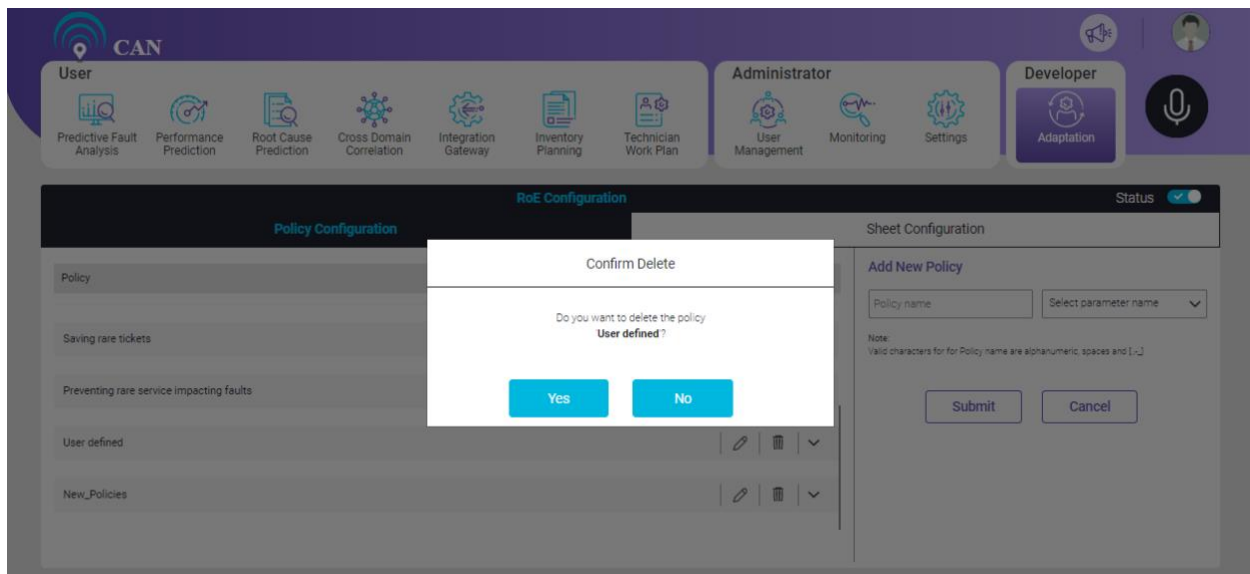 CAN
User
Administrator
Developer
Predictive Fault
Analysis
Performance
Prediction
Root Cause
Prediction
Cross Domain
Correlation
Integration
Gateway
Inventory
Planning
Technician
Work Plan
User
Management
Monitoring
Settings
Adaptation
RoE Configuration
Status
Policy Configuration
Sheet Configuration
Confirm Delete
Do you want to delete the policy
'User defined'?
Yes
No
Policy
Saving rare tickets
Preventing rare service impacting faults
User defined
New_Policies
Add New Policy
Policy name
Select parameter name
Note:
Valid characters for for Policy name are alphanumeric, spaces and [.-_]
Submit
Cancel